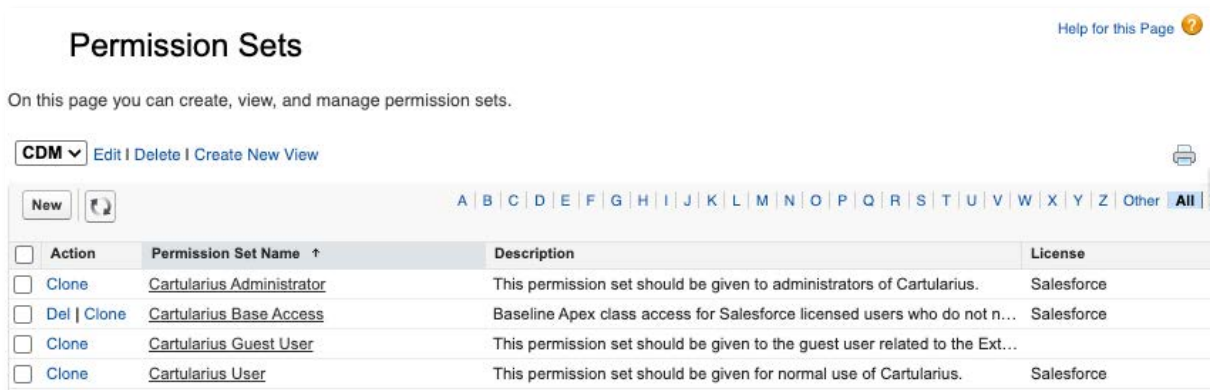 Help for this Page ?
Permission Sets
On this page you can create, view, and manage permission sets.
CDM Edit | Delete | Create New View
New A B C D E F G H I J K L M N O P Q R S T U V W X Y Z Other All
Action Permission Set Name ↑ Description License
Clone Cartularius Administrator This permission set should be given to administrators of Cartularius. Salesforce
Del | Clone Cartularius Base Access Baseline Apex class access for Salesforce licensed users who do not n... Salesforce
Clone Cartularius Guest User This permission set should be given to the guest user related to the Ext...
Clone Cartularius User This permission set should be given for normal use of Cartularius. Salesforce